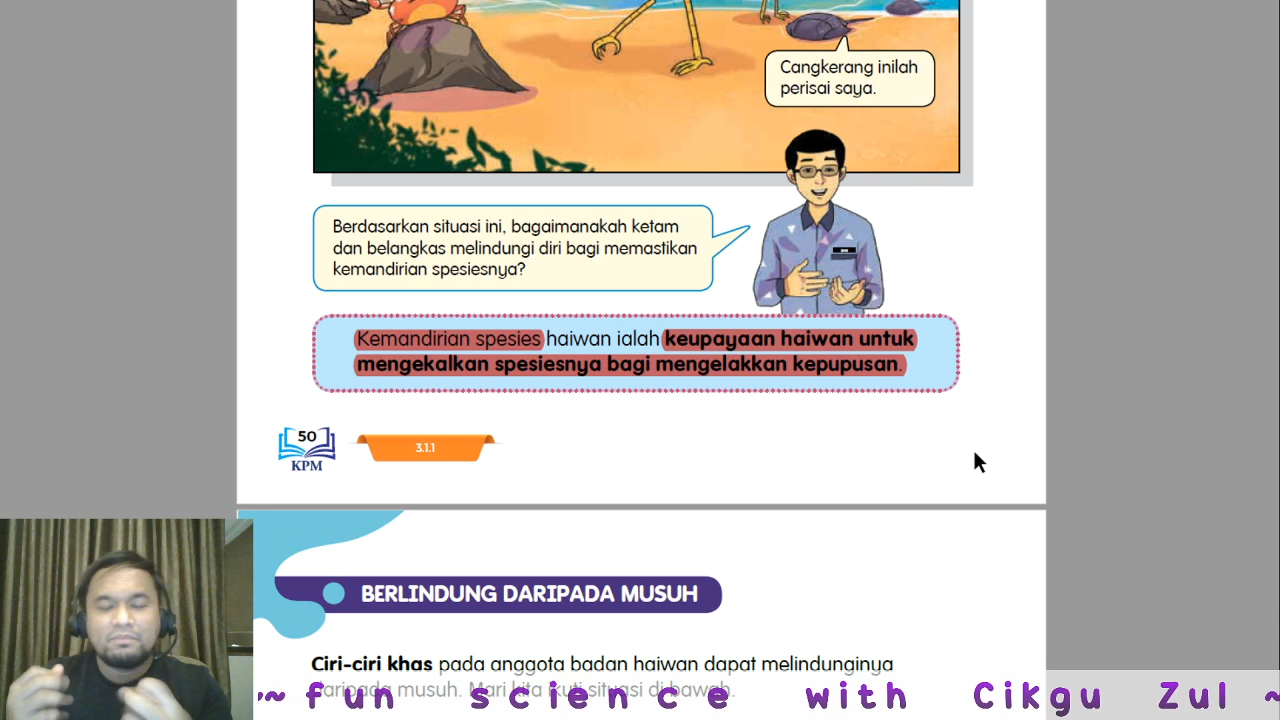 Cangkerang inilah
perisai saya.
Berdasarkan situasi ini, bagaimanakah ketam
dan belangkas melindungi diri bagi memastikan
kemandirian spesiesnya?
Kemandirian spesies haiwan ialah keupayaan haiwan untuk
mengekalkan spesiesnya bagi mengelakkan kepupusan.
50
KPM
3.1.1
BERLINDUNG DARIPADA MUSUH
Ciri-ciri khas pada anggota badan haiwan dapat melindunginya
daripada musuh. Mari kita ikuti situasi di bawah.
~ fun science with Cikgu Zul ~